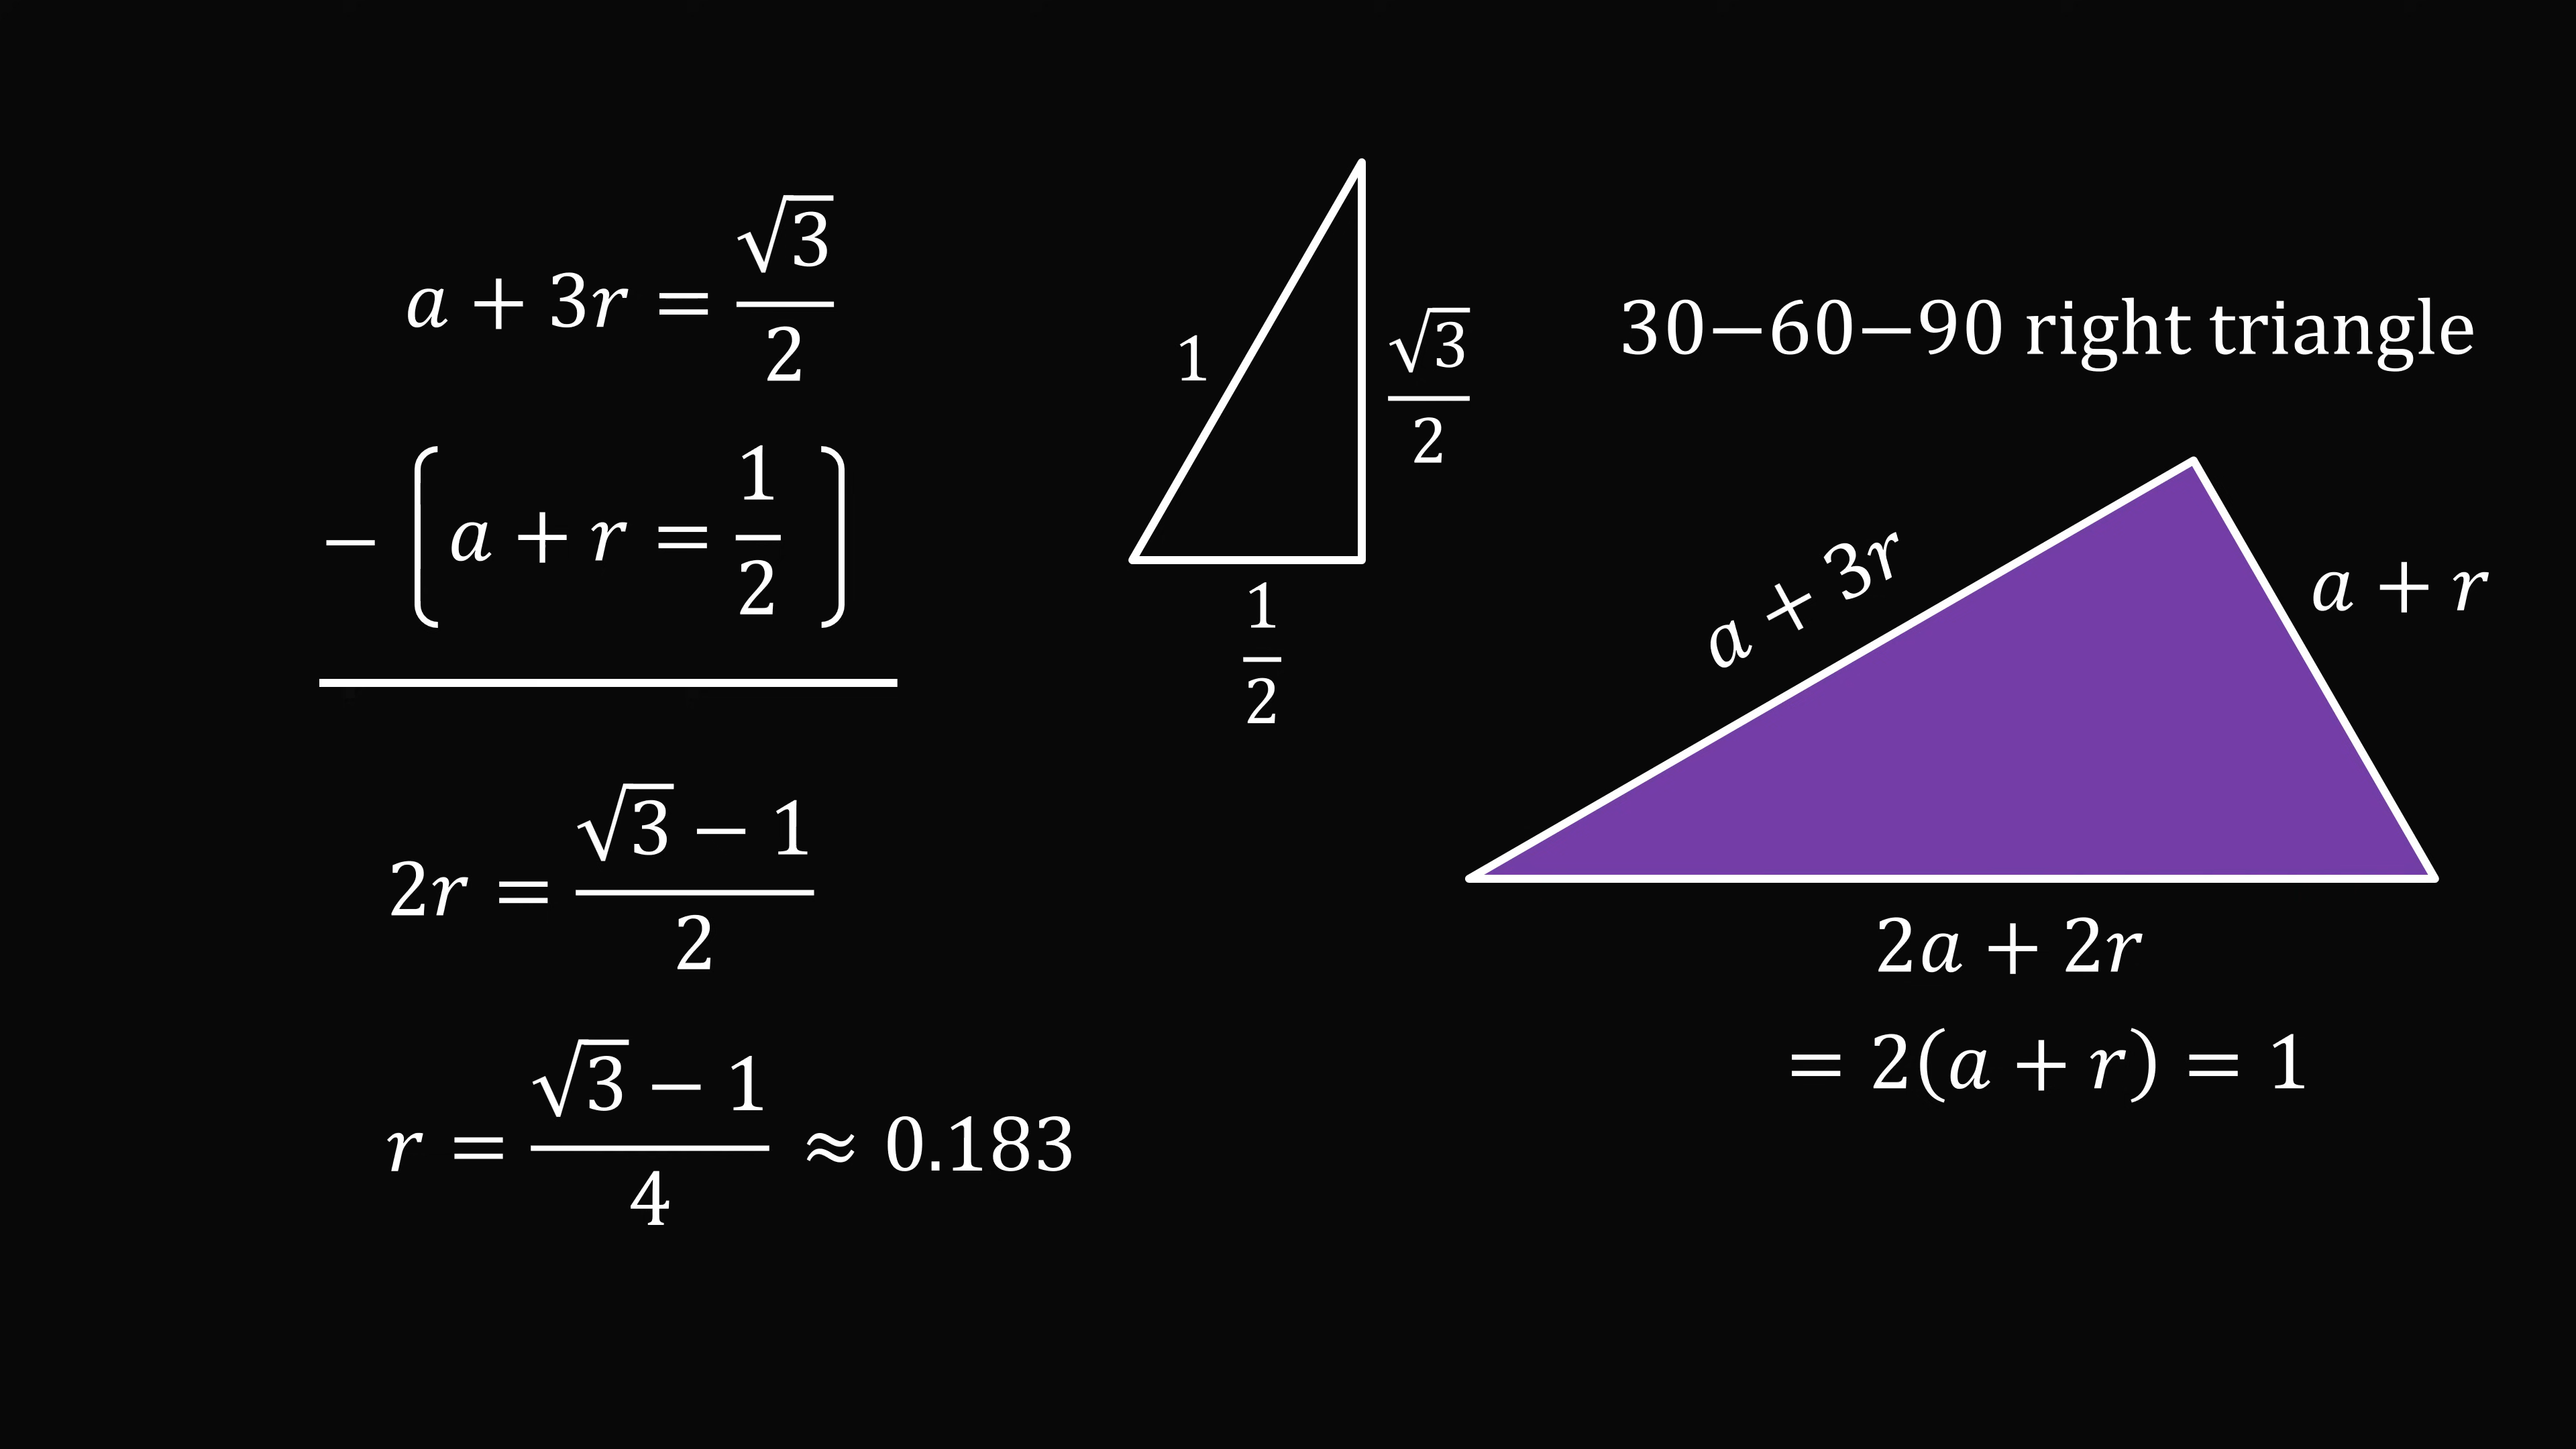 a + 3r = √3/2
− ( a + r = 1/2 )
2r = (√3 − 1)/2
r = (√3 − 1)/4 ≈ 0.183
1
√3/2
1/2
30−60−90 right triangle
a + 3r
a + r
2a + 2r
= 2(a + r) = 1